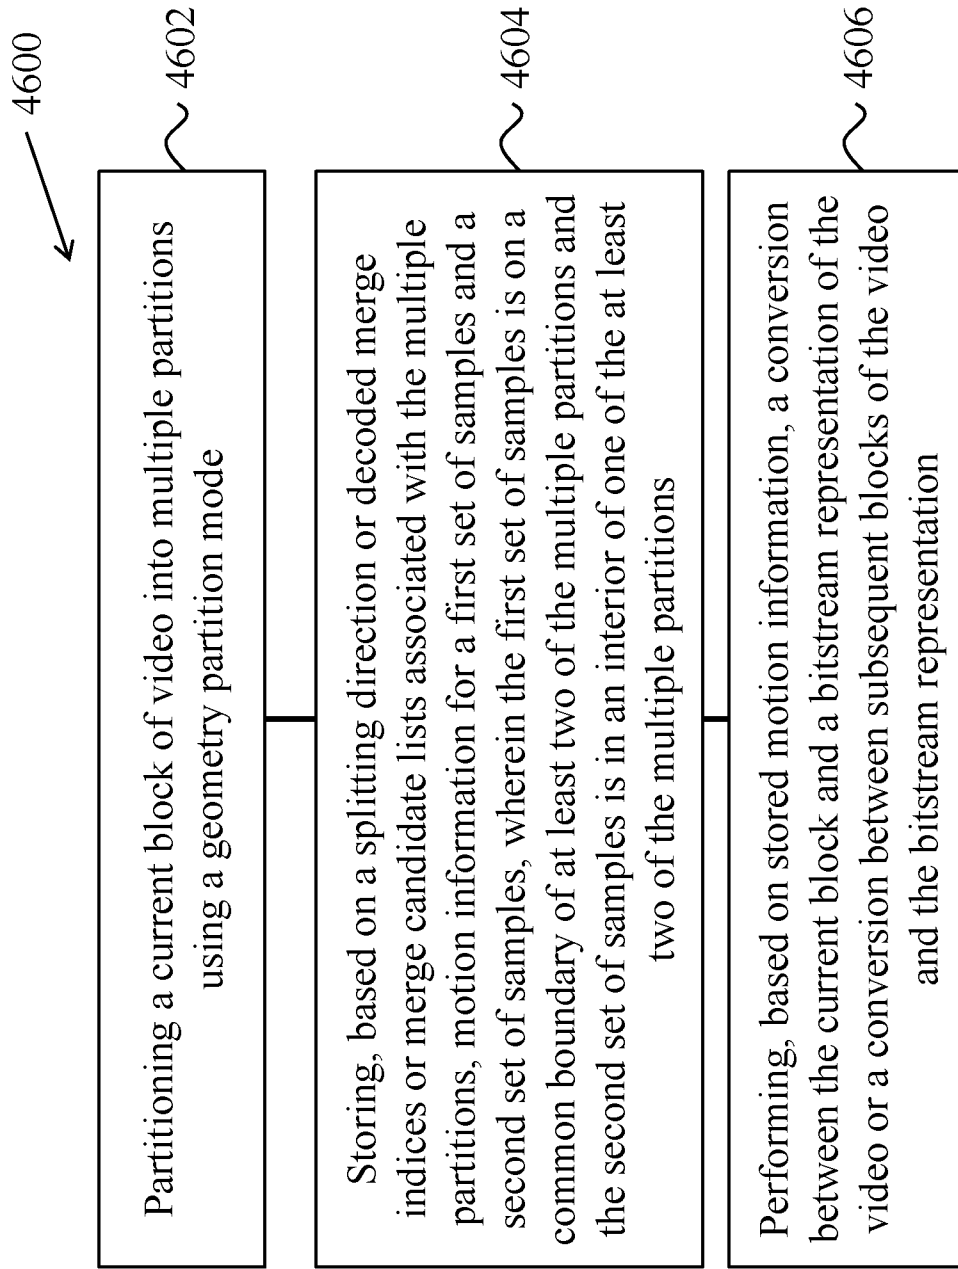 4600
Partitioning a current block of video into multiple partitions
using a geometry partition mode
4602
Storing, based on a splitting direction or decoded merge
indices or merge candidate lists associated with the multiple
partitions, motion information for a first set of samples and a
second set of samples, wherein the first set of samples is on a
common boundary of at least two of the multiple partitions and
the second set of samples is in an interior of one of the at least
two of the multiple partitions
4604
Performing, based on stored motion information, a conversion
between the current block and a bitstream representation of the
video or a conversion between subsequent blocks of the video
and the bitstream representation
4606